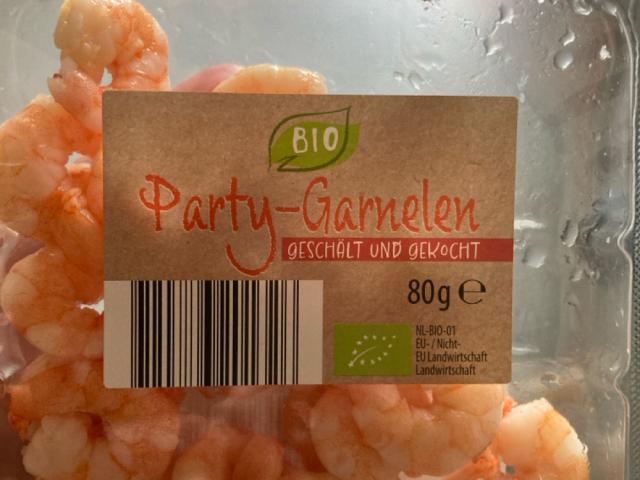 BIO
Party-Garnelen
GESCHÄLT UND GEKOCHT
80g ℮
NL-BIO-01
EU- / Nicht-
EU Landwirtschaft
Landwirtschaft